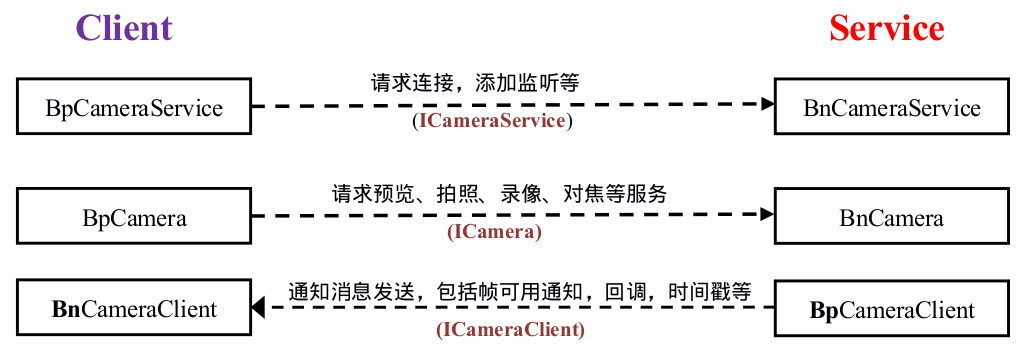 Client
Service
请求连接，添加监听等
BpCameraService
BnCameraService
(ICameraService)
请求预览、拍照、录像、对焦等服务
BpCamera
BnCamera
(ICamera)
通知消息发送，包括帧可用通知，回调，时间戳等
BnCameraClient
BpCameraClient
(ICameraClient)